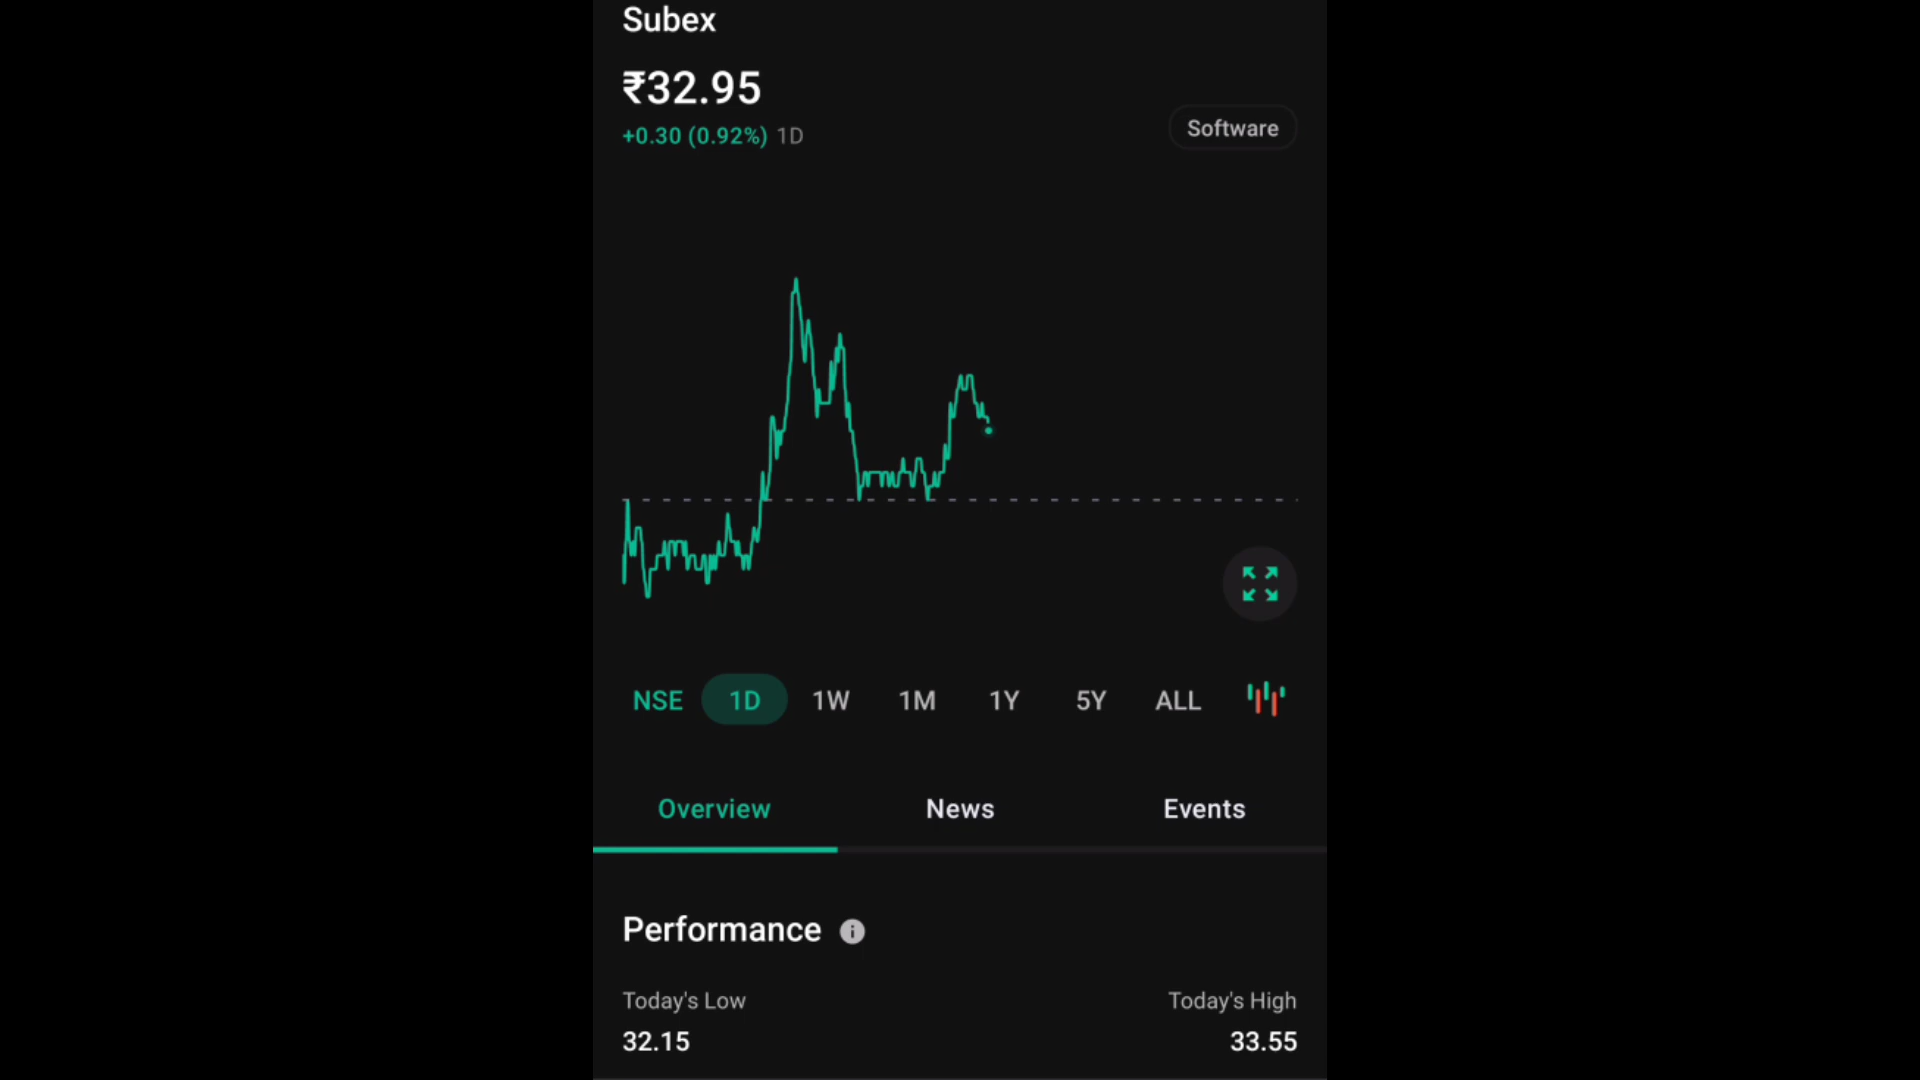 Subex
₹32.95
+0.30 (0.92%) 1D
Software
NSE 1D 1W 1M 1Y 5Y ALL
Overview News Events
Performance
Today's Low Today's High
32.15 33.55